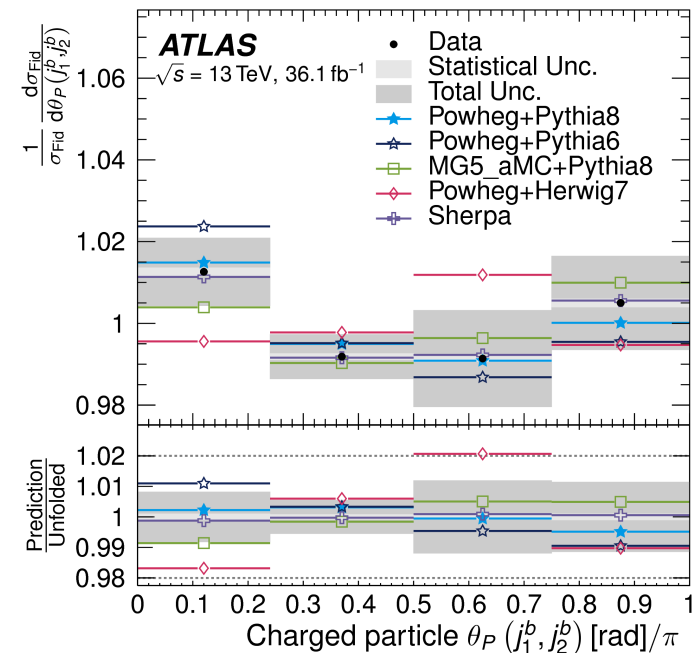 1/σ_Fid dσ_Fid/dθ_P (j₁ᵇ,j₂ᵇ)
ATLAS
√s = 13 TeV, 36.1 fb⁻¹
Data
Statistical Unc.
Total Unc.
Powheg+Pythia8
Powheg+Pythia6
MG5_aMC+Pythia8
Powheg+Herwig7
Sherpa
1.06
1.04
1.02
1
0.98
Prediction
Unfolded
1.02
1.01
1
0.99
0.98
0 0.1 0.2 0.3 0.4 0.5 0.6 0.7 0.8 0.9 1
Charged particle θ_P (j₁ᵇ,j₂ᵇ) [rad]/π